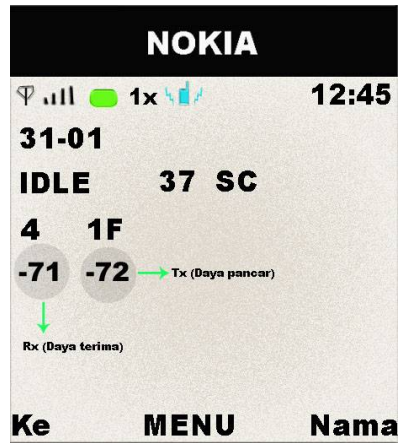 NOKIA
1x 12:45
31-01
IDLE 37 SC
4 1F
-71 -72 Tx (Daya pancar)
Rx (Daya terima)
Ke MENU Nama